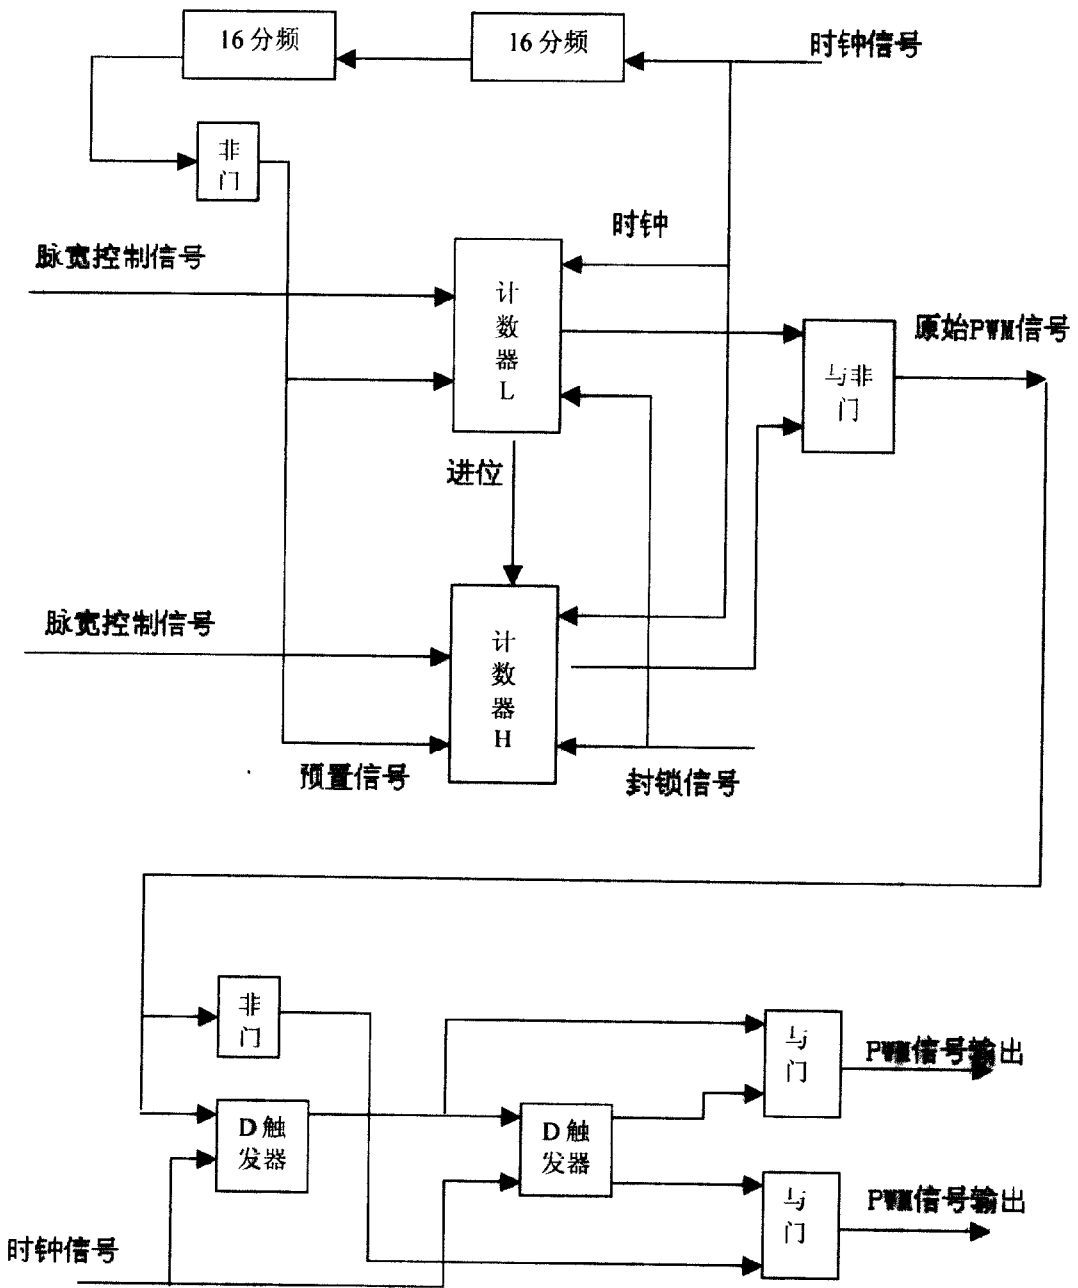 16分频
16分频
时钟信号
非
门
时钟
脉宽控制信号
计
数
器
L
原始PWM信号
与非
门
进位
脉宽控制信号
计
数
器
H
预置信号
封锁信号
非
门
与
门
PWM信号输出
D触
发器
D触
发器
与
门
PWM信号输出
时钟信号